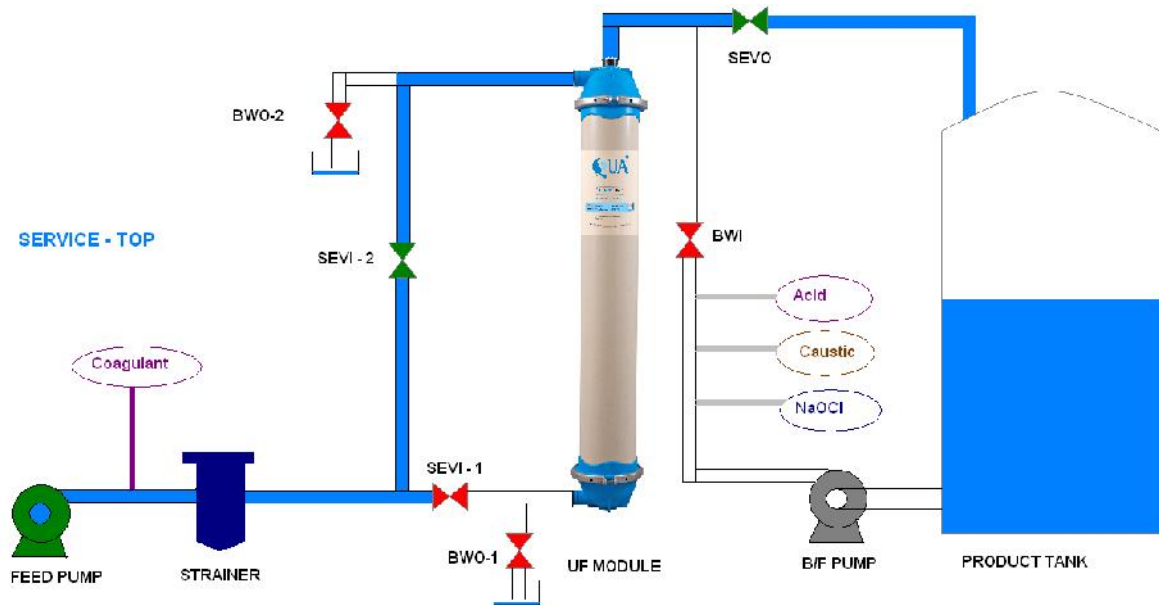 SEVO
BWO-2
QUA
SERVICE - TOP
SEVI - 2
BWI
Acid
Coagulant
Caustic
NaOCl
SEVI - 1
FEED PUMP
STRAINER
BWO-1
UF MODULE
B/F PUMP
PRODUCT TANK